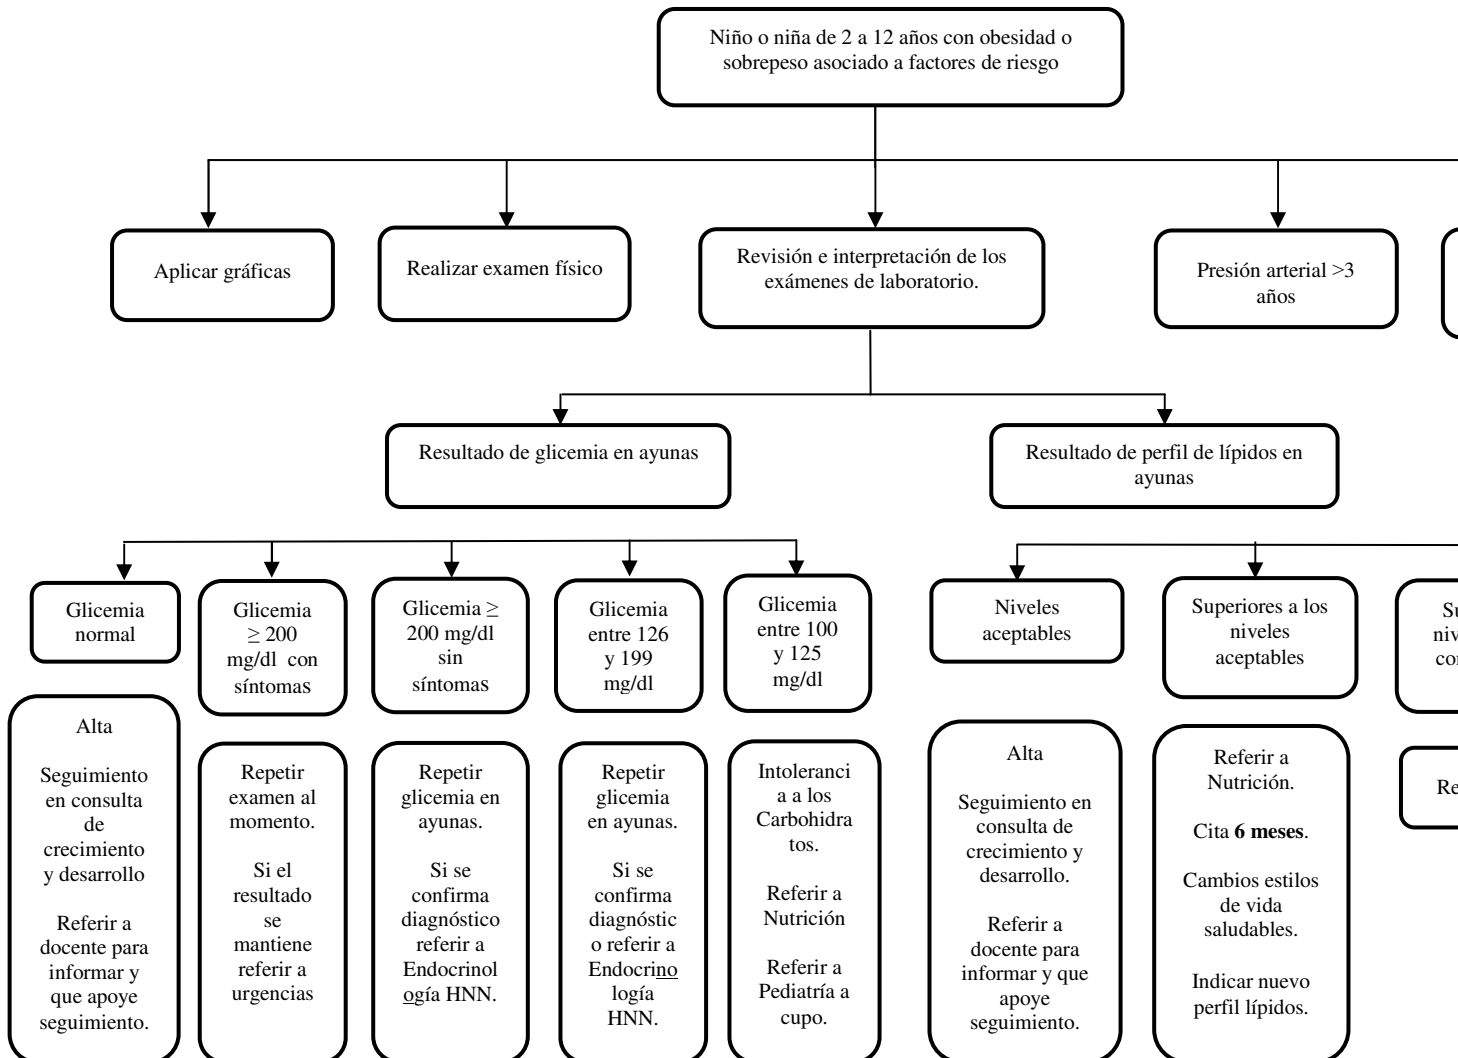 Niño o niña de 2 a 12 años con obesidad o
sobrepeso asociado a factores de riesgo
Aplicar gráficas
Realizar examen físico
Revisión e interpretación de los
exámenes de laboratorio.
Presión arterial >3
años
Resultado de glicemia en ayunas
Resultado de perfil de lípidos en
ayunas
Glicemia
normal
Glicemia
≥ 200
mg/dl con
síntomas
Glicemia ≥
200 mg/dl
sin
síntomas
Glicemia
entre 126
y 199
mg/dl
Glicemia
entre 100
y 125
mg/dl
Niveles
aceptables
Superiores a los
niveles
aceptables
Alta
Seguimiento
en consulta
de
crecimiento
y desarrollo
Referir a
docente para
informar y
que apoye
seguimiento.
Repetir
examen al
momento.
Si el
resultado
se
mantiene
referir a
urgencias
Repetir
glicemia en
ayunas.
Si se
confirma
diagnóstico
referir a
Endocrinol
ogía HNN.
Repetir
glicemia
en ayunas.
Si se
confirma
diagnóstic
o referir a
Endocrino
logía
HNN.
Intoleranci
a a los
Carbohidra
tos.
Referir a
Nutrición
Referir a
Pediatría a
cupo.
Alta
Seguimiento en
consulta de
crecimiento y
desarrollo.
Referir a
docente para
informar y que
apoye
seguimiento.
Referir a
Nutrición.
Cita 6 meses.
Cambios estilos
de vida
saludables.
Indicar nuevo
perfil lípidos.